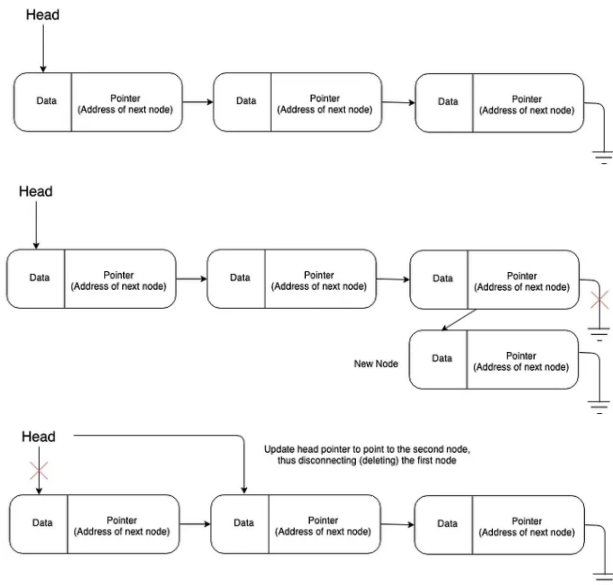 Head
Data
Pointer
(Address of next node)
Data
Pointer
(Address of next node)
Data
Pointer
(Address of next node)
Head
Data
Pointer
(Address of next node)
Data
Pointer
(Address of next node)
Data
Pointer
(Address of next node)
New Node
Data
Pointer
(Address of next node)
Head
Update head pointer to point to the second node,
thus disconnecting (deleting) the first node
Data
Pointer
(Address of next node)
Data
Pointer
(Address of next node)
Data
Pointer
(Address of next node)